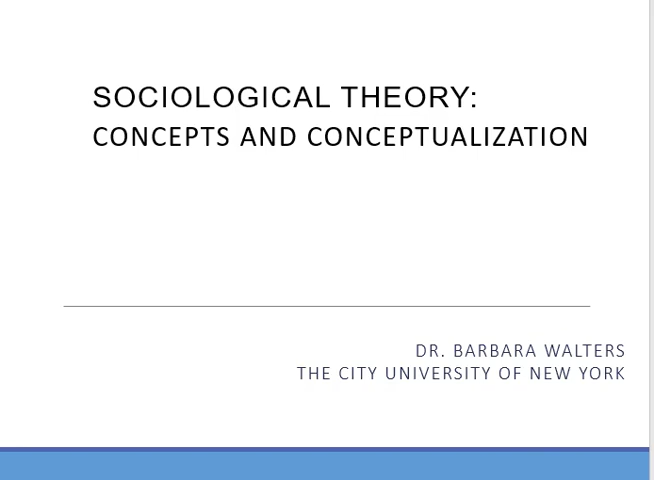 SOCIOLOGICAL THEORY:
CONCEPTS AND CONCEPTUALIZATION
DR. BARBARA WALTERS
THE CITY UNIVERSITY OF NEW YORK